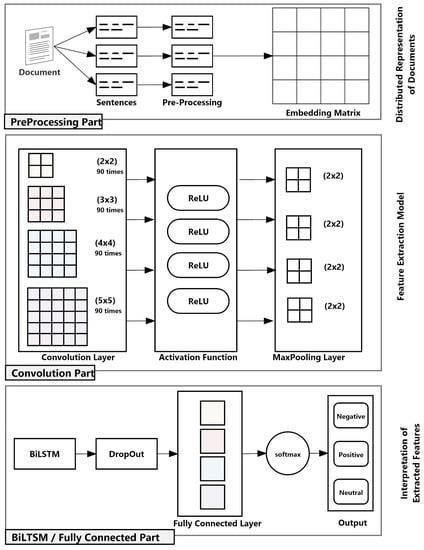 Document
Sentences
Pre-Processing
Embedding Matrix
PreProcessing Part
Distributed Representation
of Documents
(2x2)
90 times
(3x3)
90 times
(4x4)
90 times
(5x5)
90 times
ReLU
ReLU
ReLU
ReLU
(2x2)
(2x2)
(2x2)
(2x2)
Convolution Layer
Activation Function
MaxPooling Layer
Convolution Part
Feature Extraction Model
BiLSTM
DropOut
Fully Connected Layer
softmax
Negative
Positive
Neutral
Output
BiLTSM / Fully Connected Part
Interpretation of
Extracted Features